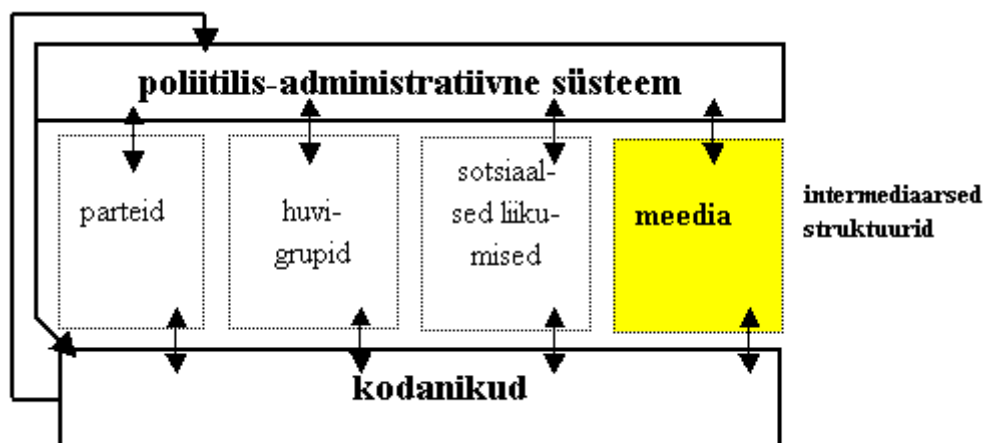 poliitilis-administratiivne süsteem
parteid
huvi-
grupid
sotsiaal-
sed liiku-
mised
meedia
intermediaarsed
struktuurid
kodanikud